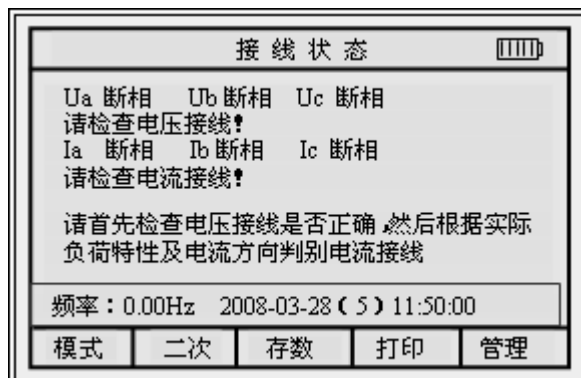 接线状态
Ua 断相 Ub 断相 Uc 断相
请检查电压接线!
Ia 断相 Ib 断相 Ic 断相
请检查电流接线!
请首先检查电压接线是否正确,然后根据实际
负荷特性及电流方向判别电流接线
频率：0.00Hz 2008-03-28（5）11:50:00
模式 二次 存数 打印 管理